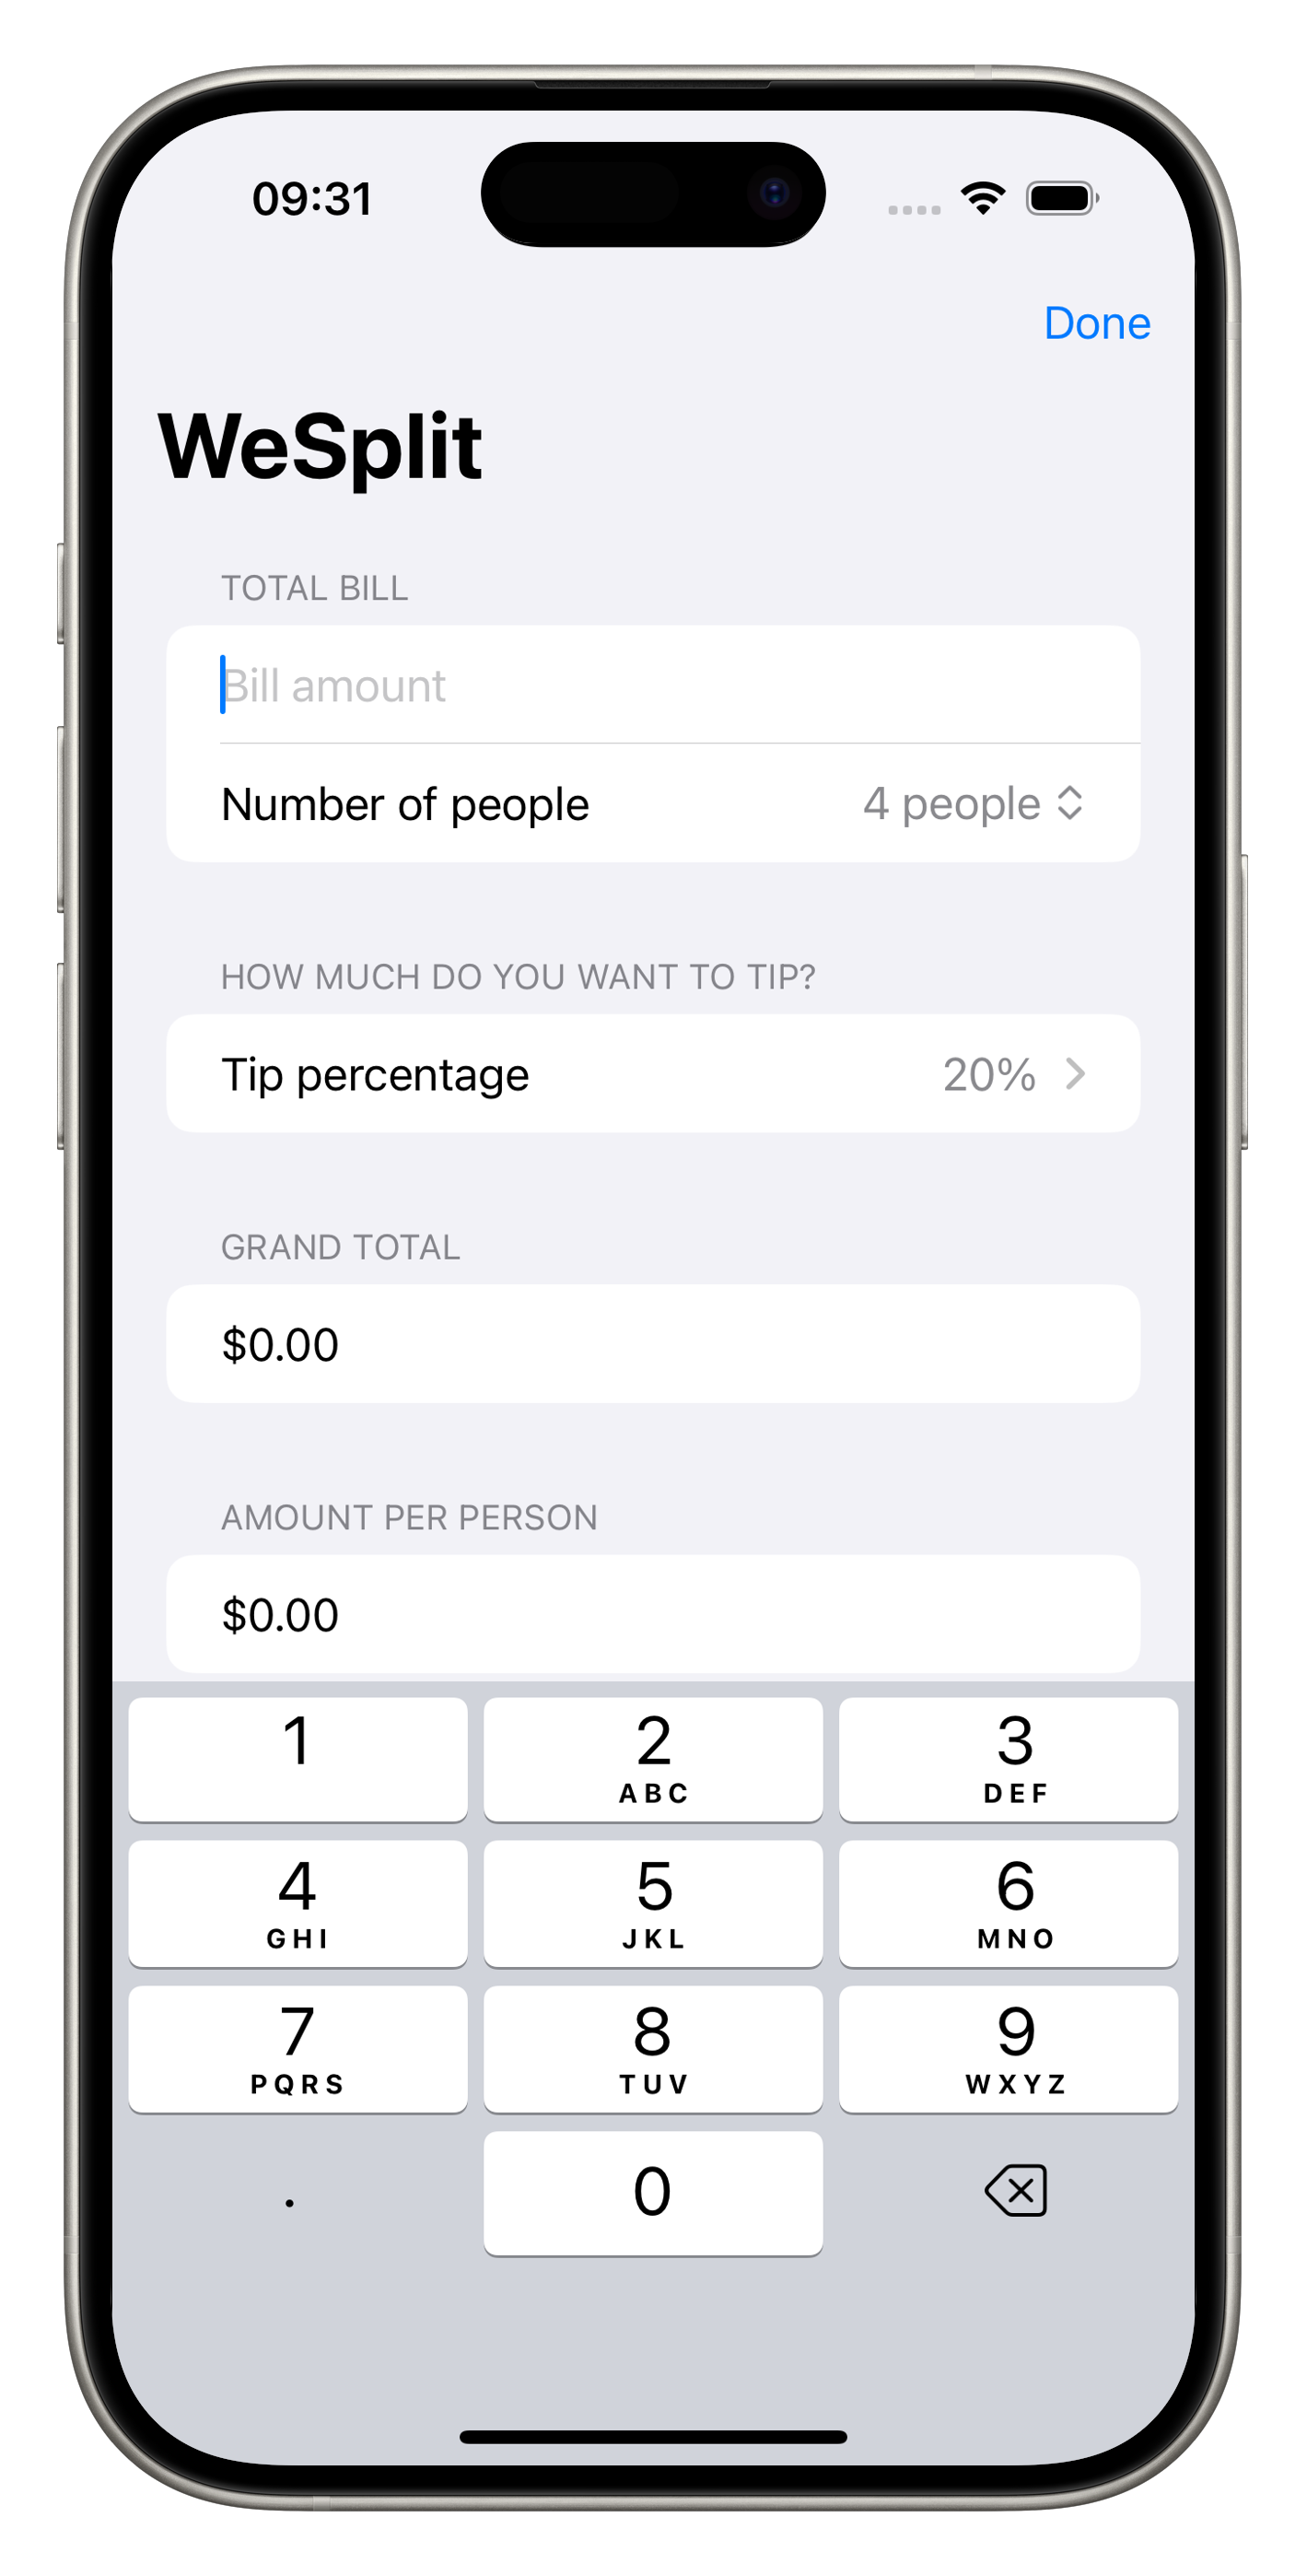 09:31
Done
WeSplit
TOTAL BILL
Bill amount
Number of people 4 people
HOW MUCH DO YOU WANT TO TIP?
Tip percentage 20%
GRAND TOTAL
$0.00
AMOUNT PER PERSON
$0.00
1 2 3
ABC DEF
4 5 6
GHI JKL MNO
7 8 9
PQRS TUV WXYZ
. 0